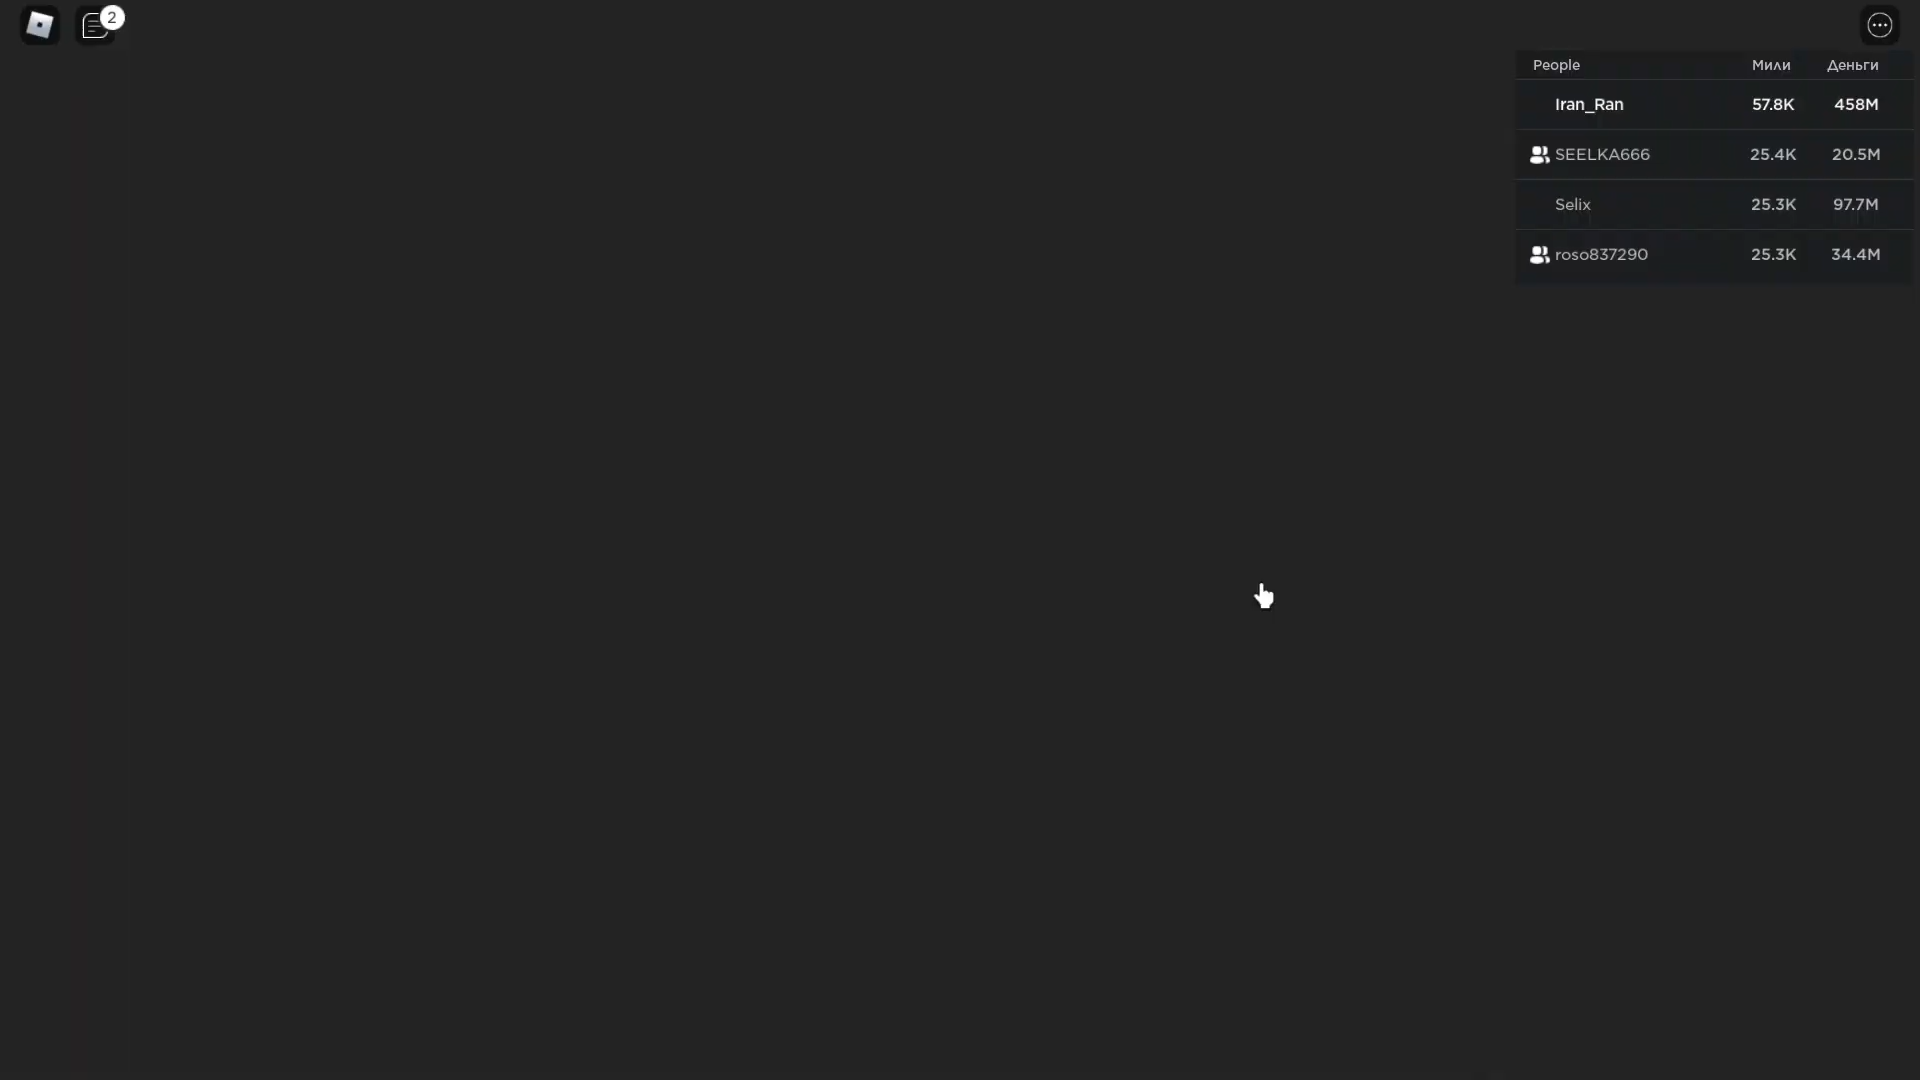 2
People Мили Деньги
Iran_Ran 57.8K 458M
SEELKA666 25.4K 20.5M
Selix 25.3K 97.7M
roso837290 25.3K 34.4M